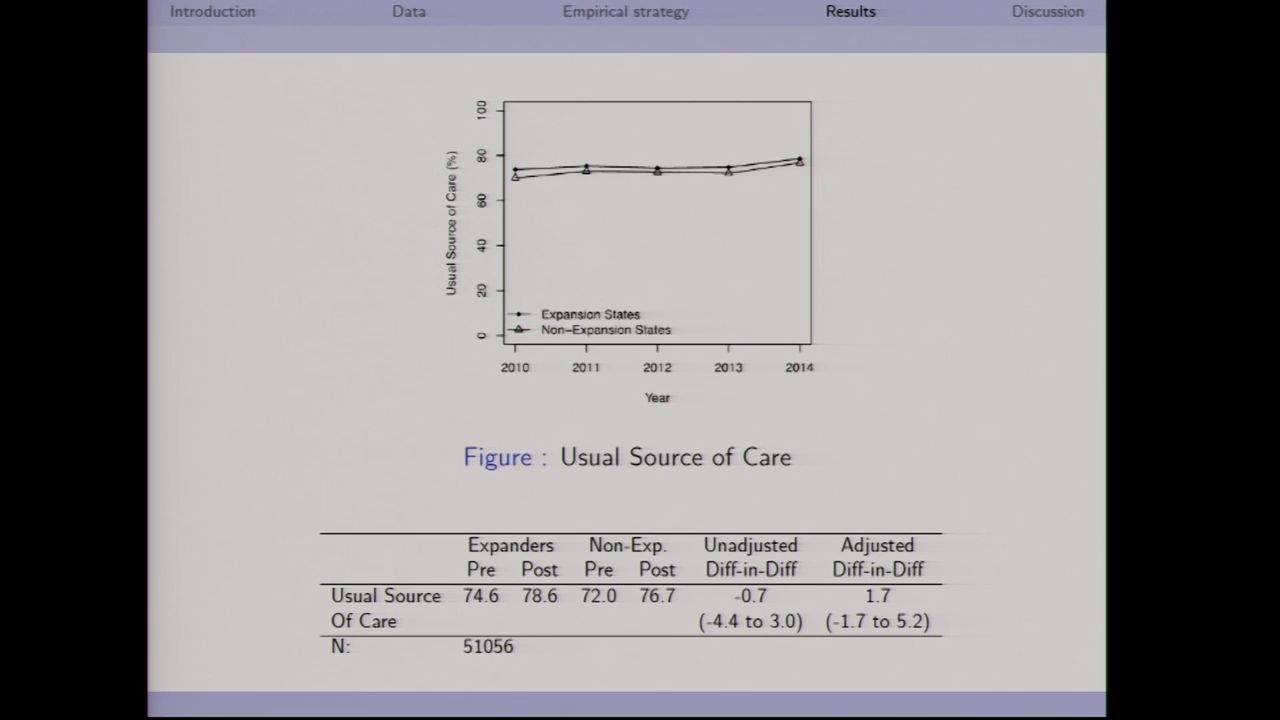 Introduction Data Empirical strategy Results Discussion
100
80
60
40
20
0
Usual Source of Care (%)
Expansion States
Non-Expansion States
2010 2011 2012 2013 2014
Year
Figure : Usual Source of Care
Expanders Non-Exp. Unadjusted Adjusted
Pre Post Pre Post Diff-in-Diff Diff-in-Diff
Usual Source 74.6 78.6 72.0 76.7 -0.7 1.7
Of Care (-4.4 to 3.0) (-1.7 to 5.2)
N: 51056